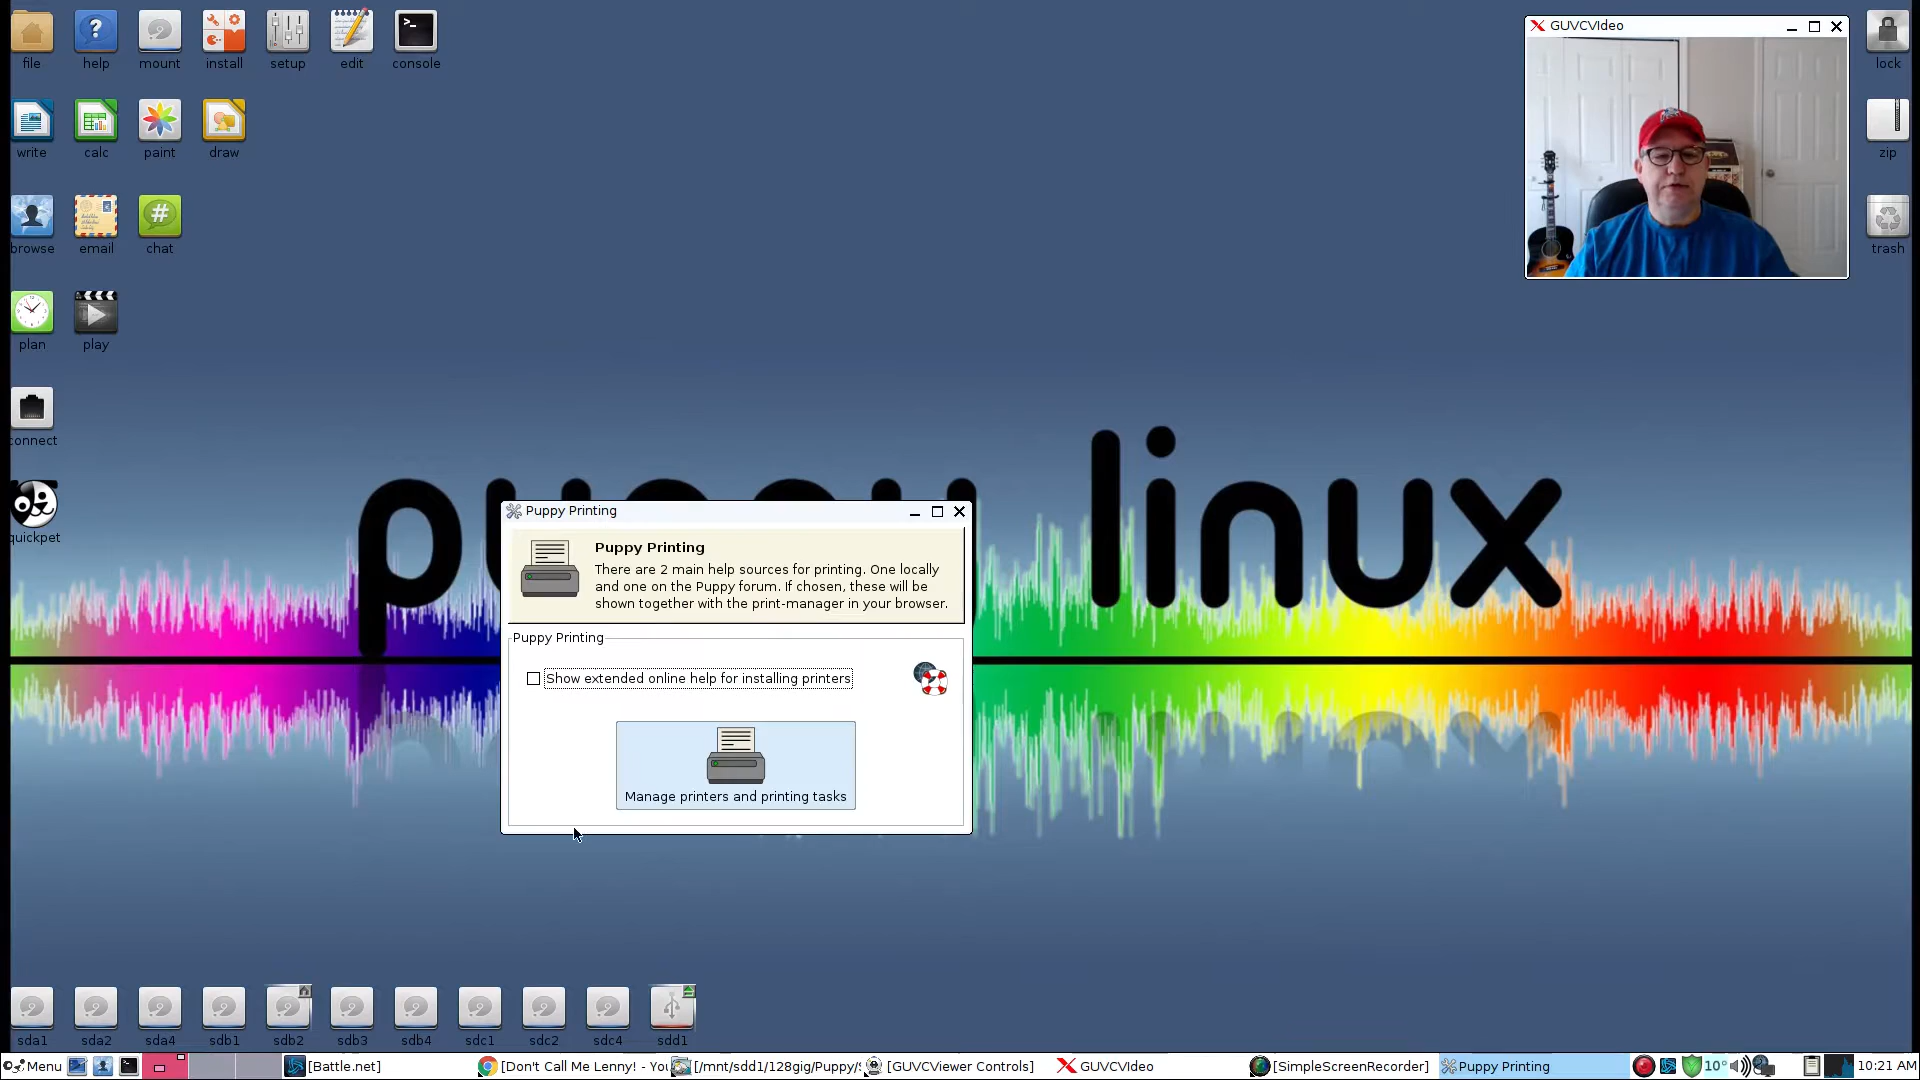 file
help
mount
install
setup
edit
console
write
calc
paint
draw
browse
email
chat
plan
play
connect
quickpet
GUVCVIdeo
lock
zip
trash
linux
Puppy Printing
Puppy Printing
There are 2 main help sources for printing. One locally
and one on the Puppy forum. If chosen, these will be
shown together with the print-manager in your browser.
Puppy Printing
Show extended online help for installing printers
Manage printers and printing tasks
sda1
sda2
sda4
sdb1
sdb2
sdb3
sdb4
sdc1
sdc2
sdc4
sdd1
Menu
[Battle.net]
[Don't Call Me Lenny! - You
[/mnt/sdd1/128gig/Puppy/S
[GUVCViewer Controls]
GUVCVIdeo
[SimpleScreenRecorder]
Puppy Printing
10°
10:21 AM